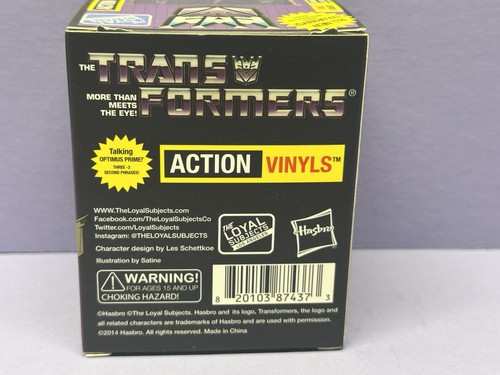 THE TRANSFORMERS®
MORE THAN
MEETS
THE EYE!
Talking
OPTIMUS PRIME!
THREE -3
SECOND PHRASES!
ACTION VINYLS™
WWW.TheLoyalSubjects.com
Facebook.com/TheLoyalSubjectsCo
Twitter.com/LoyalSubjects
Instagram: @THELOYALSUBJECTS
Character design by Les Schettkoe
Illustration by Satine
THE
LOYAL
SUBJECTS
LOS ANGELES
Hasbro
WARNING!
FOR AGES 15 AND UP
CHOKING HAZARD!
8 20103 87437 3
©Hasbro ©The Loyal Subjects. Hasbro and its logo, Transformers, the logo and
all related characters are trademarks of Hasbro and are used with permission.
©2014 Hasbro. All rights reserved. Made in China